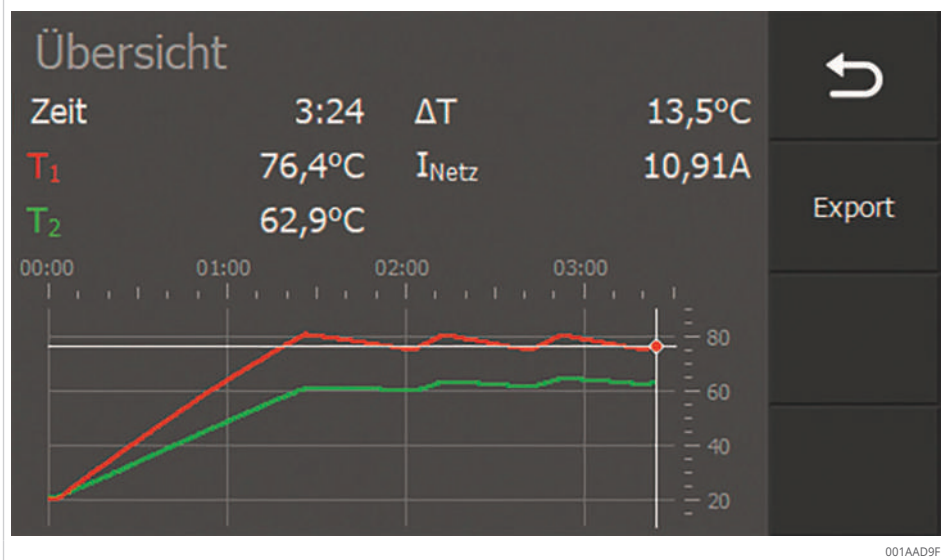 Übersicht
Zeit 3:24 ΔT 13,5°C
T₁ 76,4°C I_Netz 10,91A
T₂ 62,9°C
Export
00:00 01:00 02:00 03:00
80
60
40
20
001AAD9F